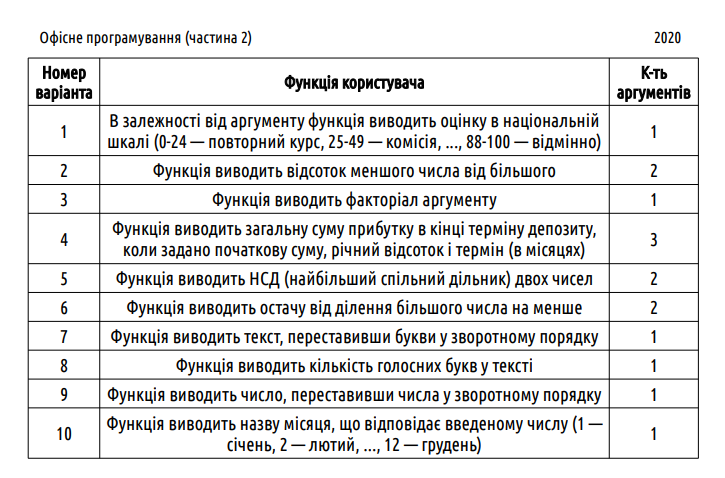 Офісне програмування (частина 2) 2020
Номер варіанта Функція користувача К-ть аргументів
1 В залежності від аргументу функція виводить оцінку в національній
шкалі (0-24 — повторний курс, 25-49 — комісія, ..., 88-100 — відмінно) 1
2 Функція виводить відсоток меншого числа від більшого 2
3 Функція виводить факторіал аргументу 1
4 Функція виводить загальну суму прибутку в кінці терміну депозиту,
коли задано початкову суму, річний відсоток і термін (в місяцях) 3
5 Функція виводить НСД (найбільший спільний дільник) двох чисел 2
6 Функція виводить остачу від ділення більшого числа на менше 2
7 Функція виводить текст, переставивши букви у зворотному порядку 1
8 Функція виводить кількість голосних букв у тексті 1
9 Функція виводить число, переставивши числа у зворотному порядку 1
10 Функція виводить назву місяця, що відповідає введеному числу (1 —
січень, 2 — лютий, ..., 12 — грудень) 1